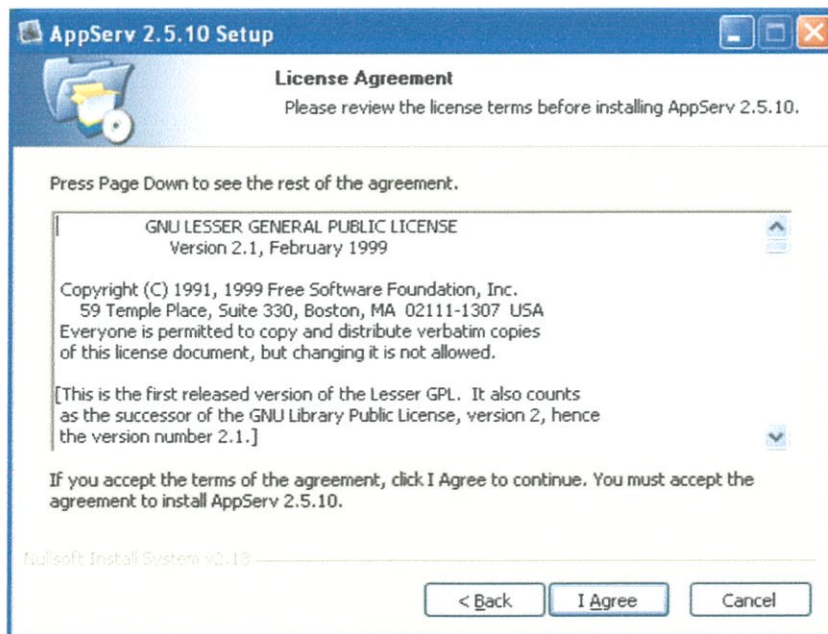 AppServ 2.5.10 Setup
License Agreement
Please review the license terms before installing AppServ 2.5.10.
Press Page Down to see the rest of the agreement.
GNU LESSER GENERAL PUBLIC LICENSE
Version 2.1, February 1999
Copyright (C) 1991, 1999 Free Software Foundation, Inc.
59 Temple Place, Suite 330, Boston, MA 02111-1307 USA
Everyone is permitted to copy and distribute verbatim copies
of this license document, but changing it is not allowed.
[This is the first released version of the Lesser GPL. It also counts
as the successor of the GNU Library Public License, version 2, hence
the version number 2.1.]
If you accept the terms of the agreement, click I Agree to continue. You must accept the
agreement to install AppServ 2.5.10.
Nullsoft Install System v2.18
< Back
I Agree
Cancel